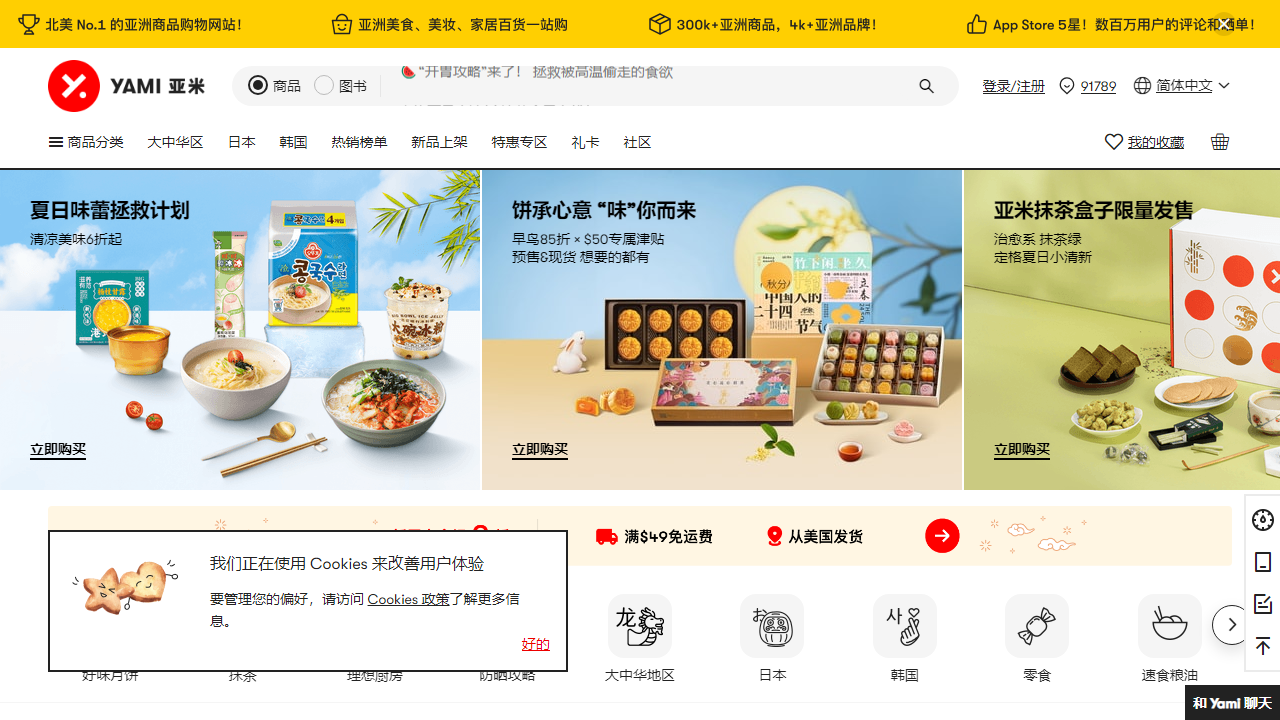 北美 No.1 的亚洲商品购物网站！
亚洲美食、美妆、家居百货一站购
300k+亚洲商品，4k+亚洲品牌！
App Store 5星！数百万用户的评论和晒单！
YAMI 亚米
商品
图书
“开胃攻略”来了！ 拯救被高温偷走的食欲
登录/注册
91789
简体中文
商品分类
大中华区
日本
韩国
热销榜单
新品上架
特惠专区
礼卡
社区
我的收藏
夏日味蕾拯救计划
清凉美味6折起
立即购买
饼承心意 “味”你而来
早鸟85折 × $50专属津贴
预售&现货 想要的都有
立即购买
亚米抹茶盒子限量发售
治愈系 抹茶绿
定格夏日小清新
立即购买
满$49免运费
从美国发货
我们正在使用 Cookies 来改善用户体验
要管理您的偏好，请访问 Cookies 政策了解更多信
息。
好的
好味月饼
抹茶
理想厨房
防晒攻略
大中华地区
日本
韩国
零食
速食粮油
和 Yami 聊天